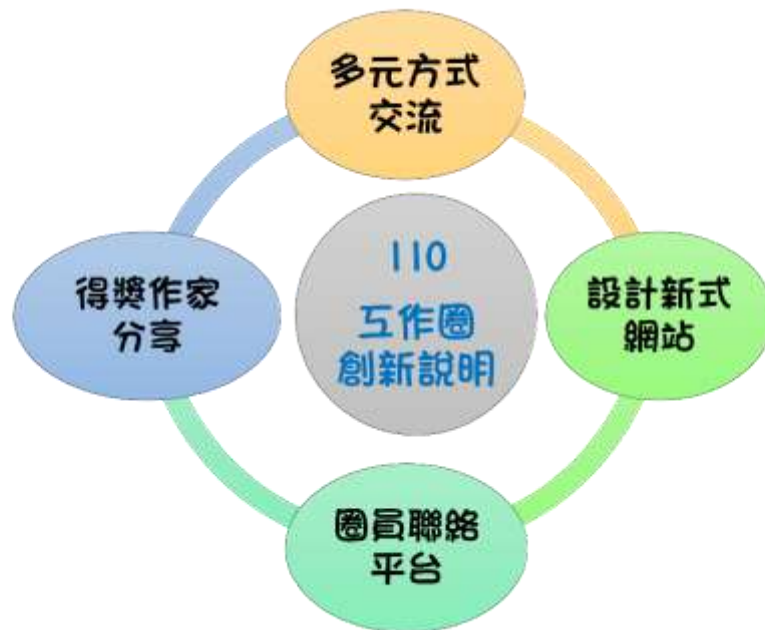 多元方式
交流
得獎作家
分享
110
互作圈
創新說明
設計新式
網站
圈員聯絡
平台